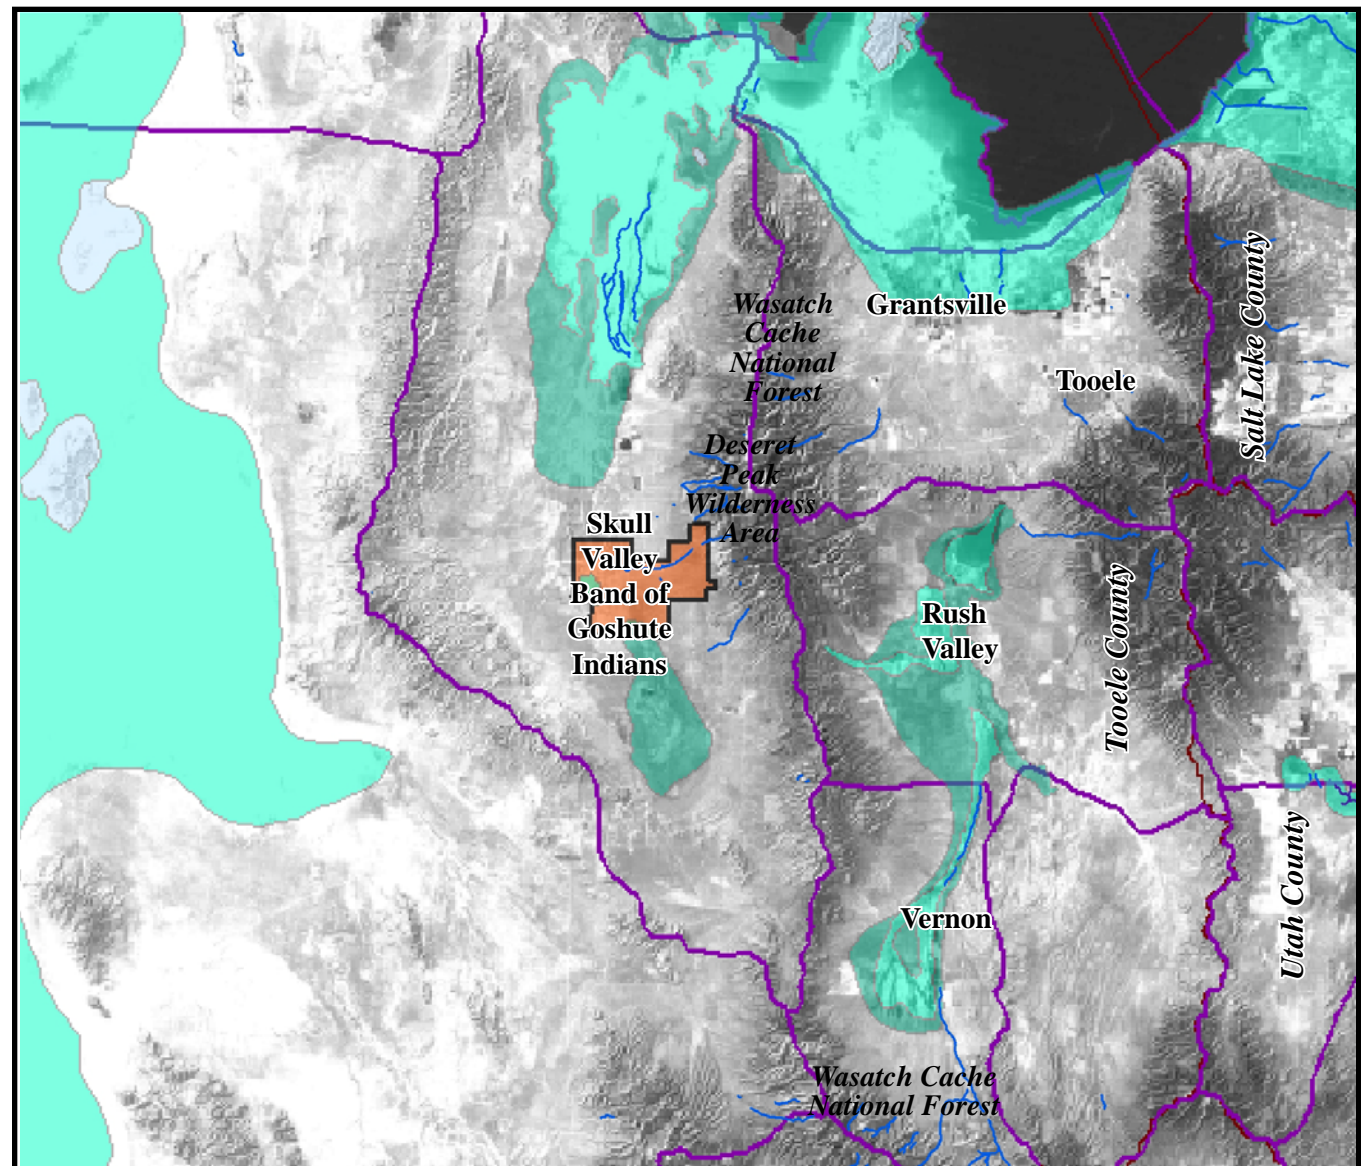 Wasatch
Cache
National
Forest
Grantsville
Tooele
Salt Lake County
Deseret
Peak
Wilderness
Area
Skull
Valley
Band of
Goshute
Indians
Rush
Valley
Tooele County
Vernon
Utah County
Wasatch Cache
National Forest